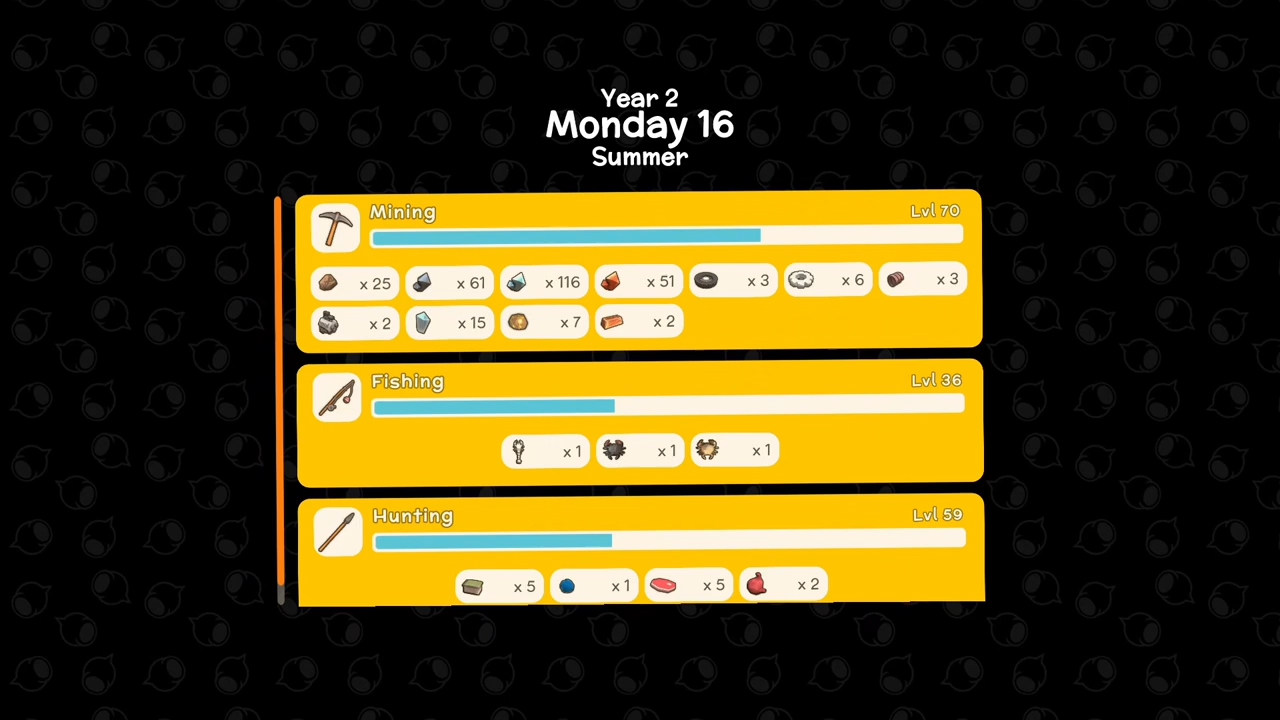 Year 2
Monday 16
Summer
Mining Lvl 70
x 25 x 61 x 116 x 51 x 3 x 6 x 3
x 2 x 15 x 7 x 2
Fishing Lvl 36
x 1 x 1 x 1
Hunting Lvl 59
x 5 x 1 x 5 x 2